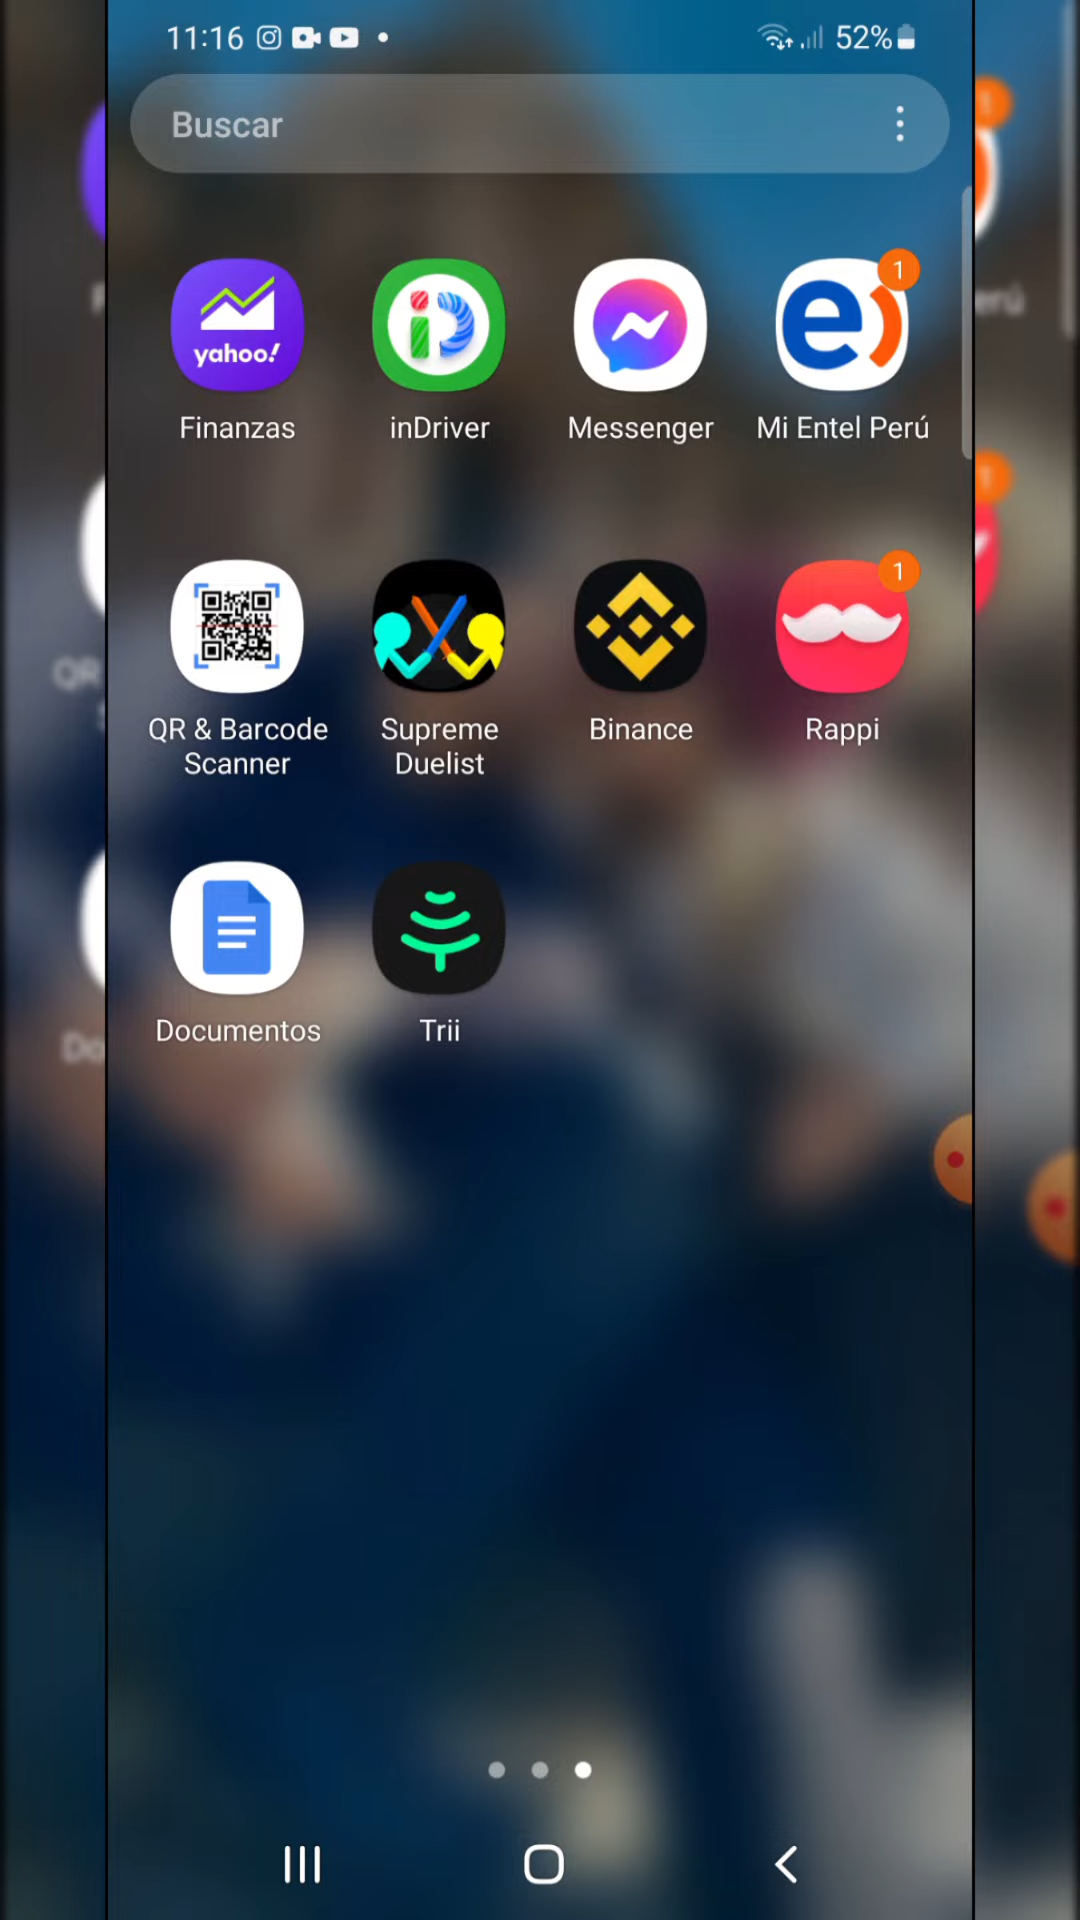 11:16
52%
Buscar
yahoo!
1
Finanzas
inDriver
Messenger
Mi Entel Perú
1
QR & Barcode
Scanner
Supreme
Duelist
Binance
Rappi
Documentos
Trii